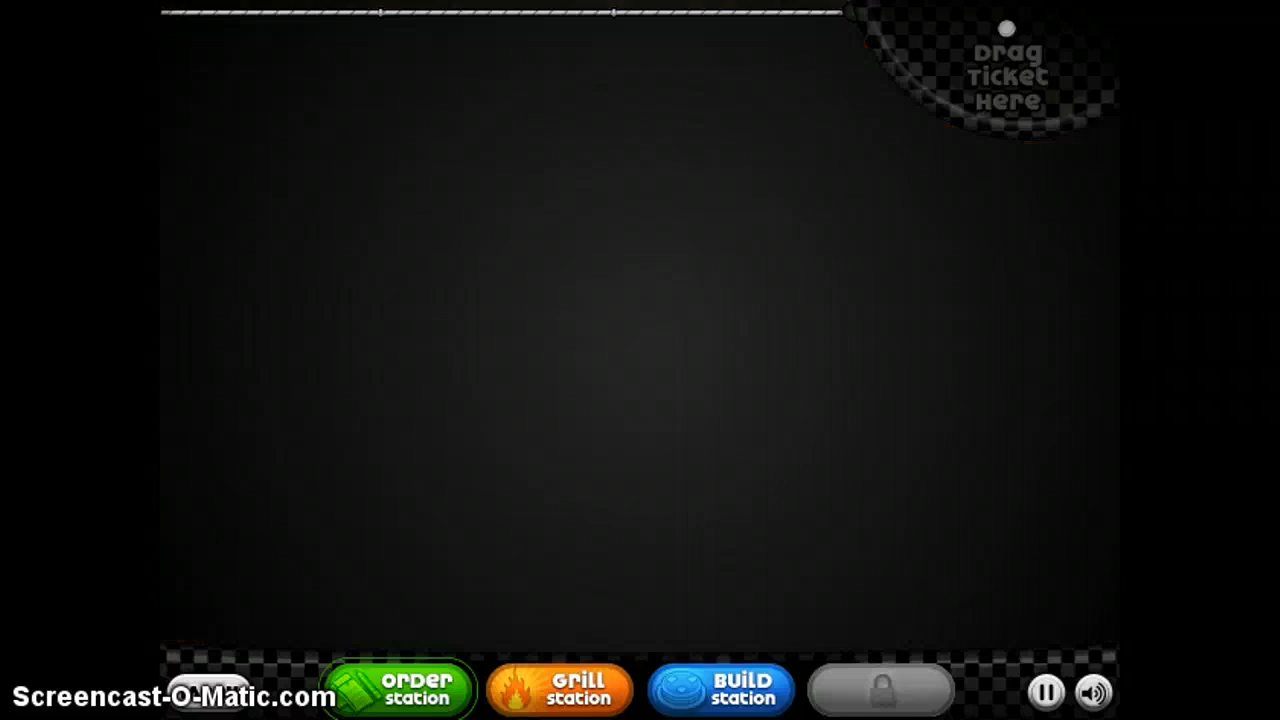 Drag
Ticket
Here
Order
station
Grill
station
Build
station
Screencast-O-Matic.com